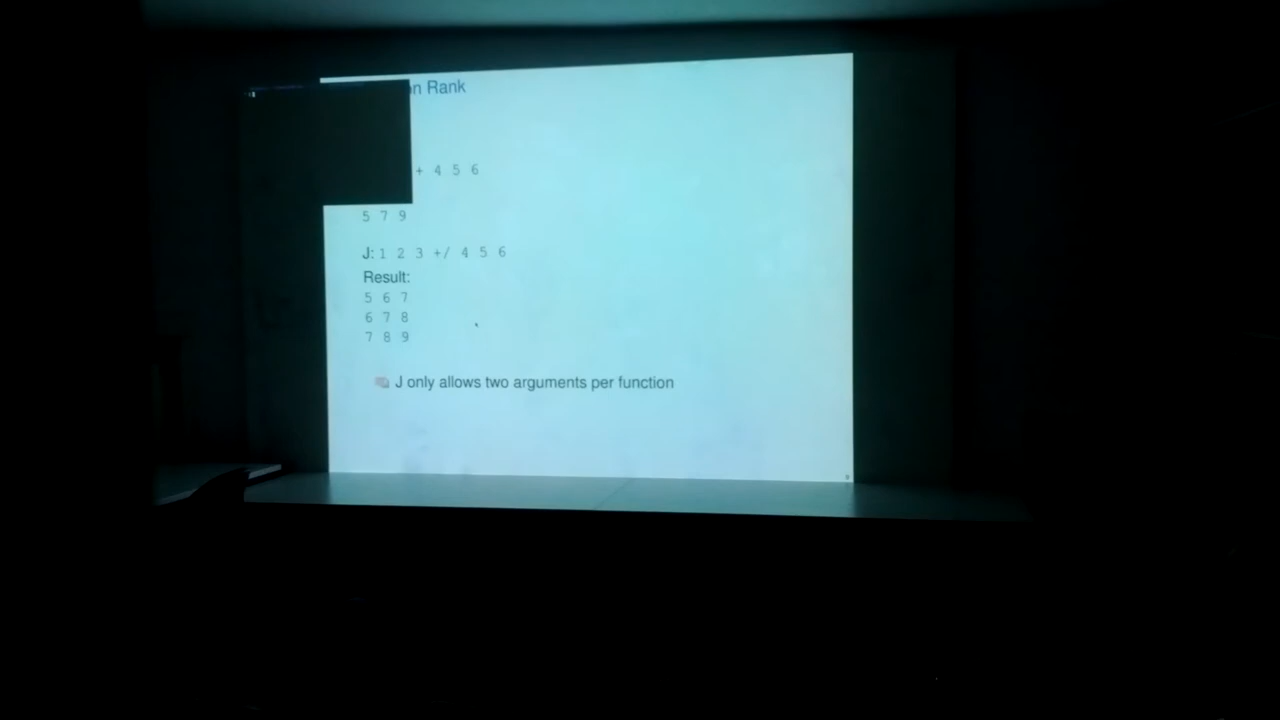 Rank
+ 4 5 6
5 7 9
J: 1 2 3 +/ 4 5 6
Result:
5 6 7
6 7 8
7 8 9
J only allows two arguments per function